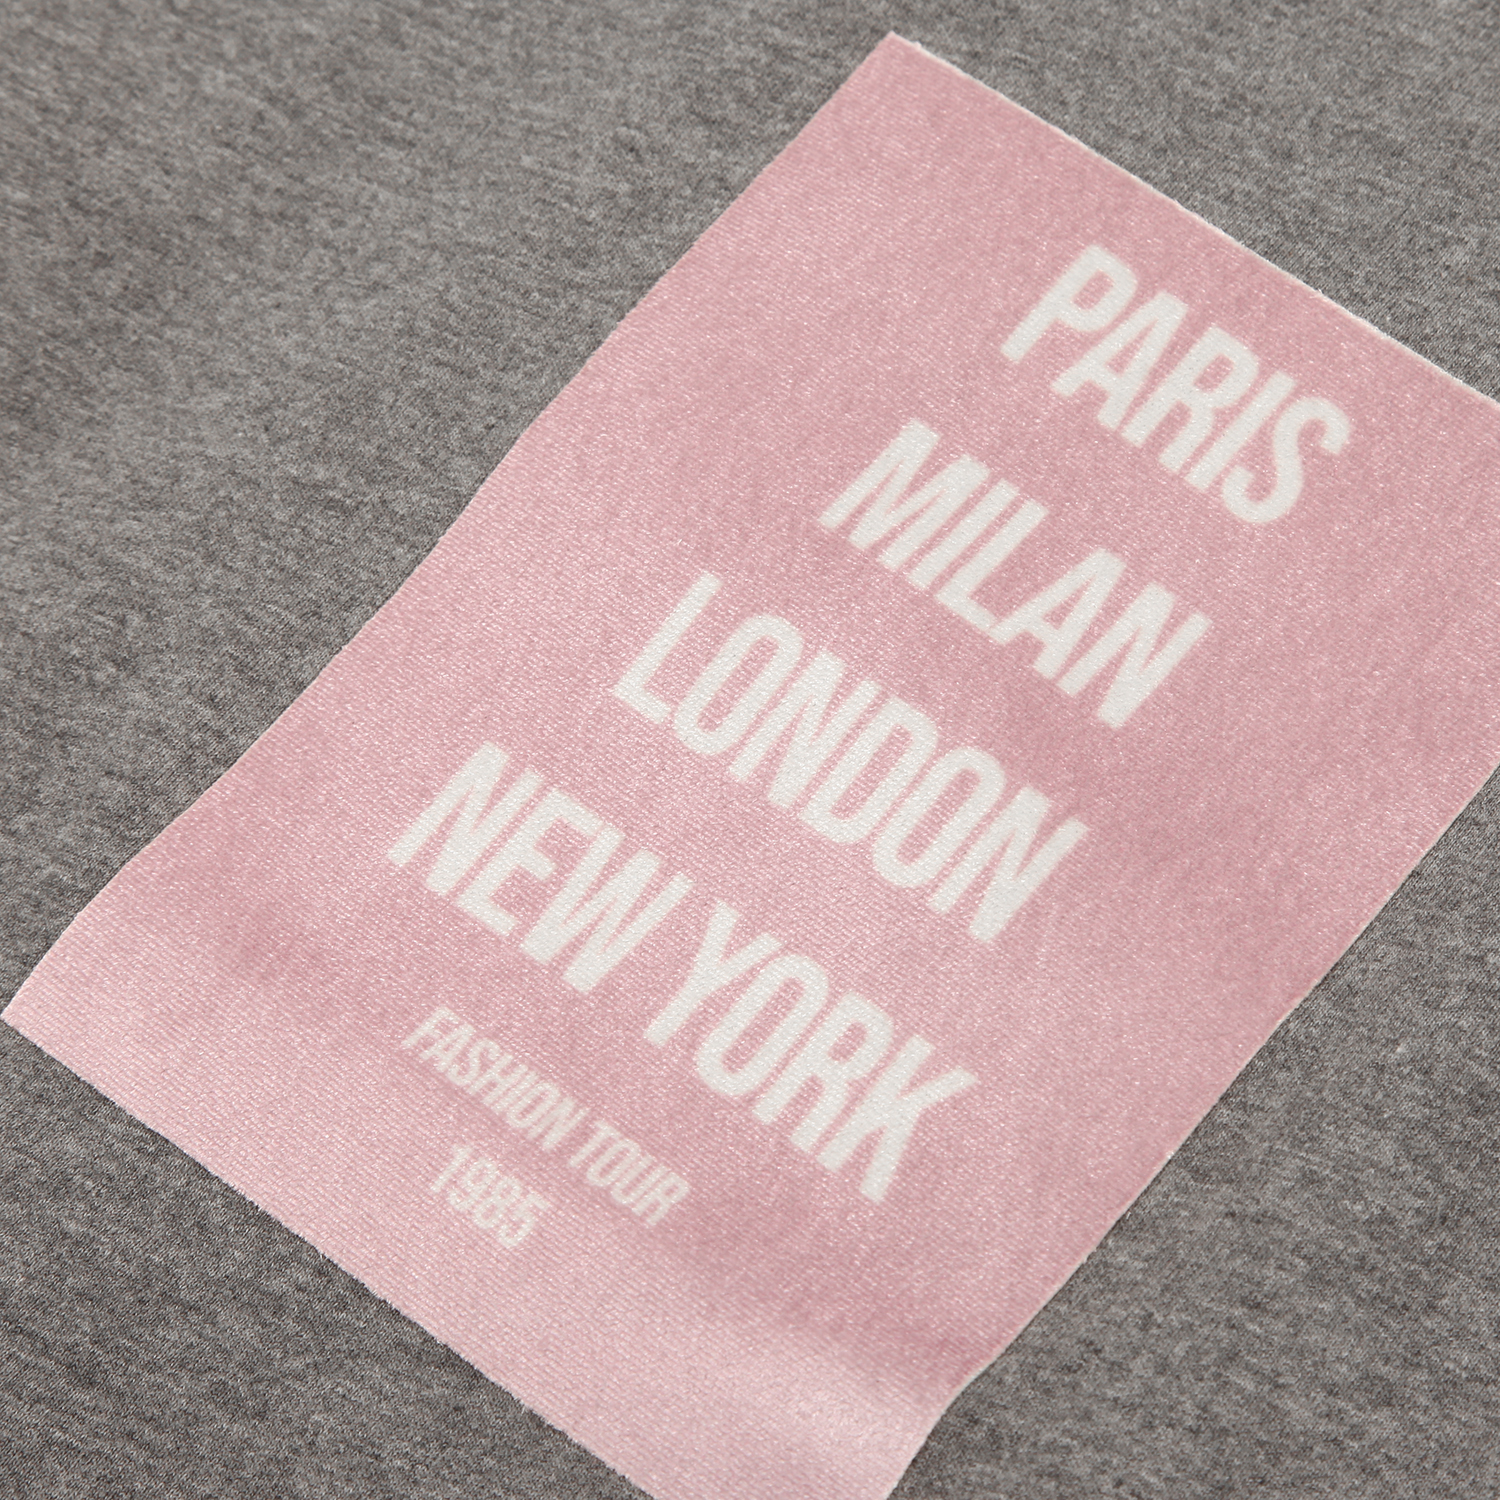 PARIS
MILAN
LONDON
NEW YORK
FASHION TOUR
1985